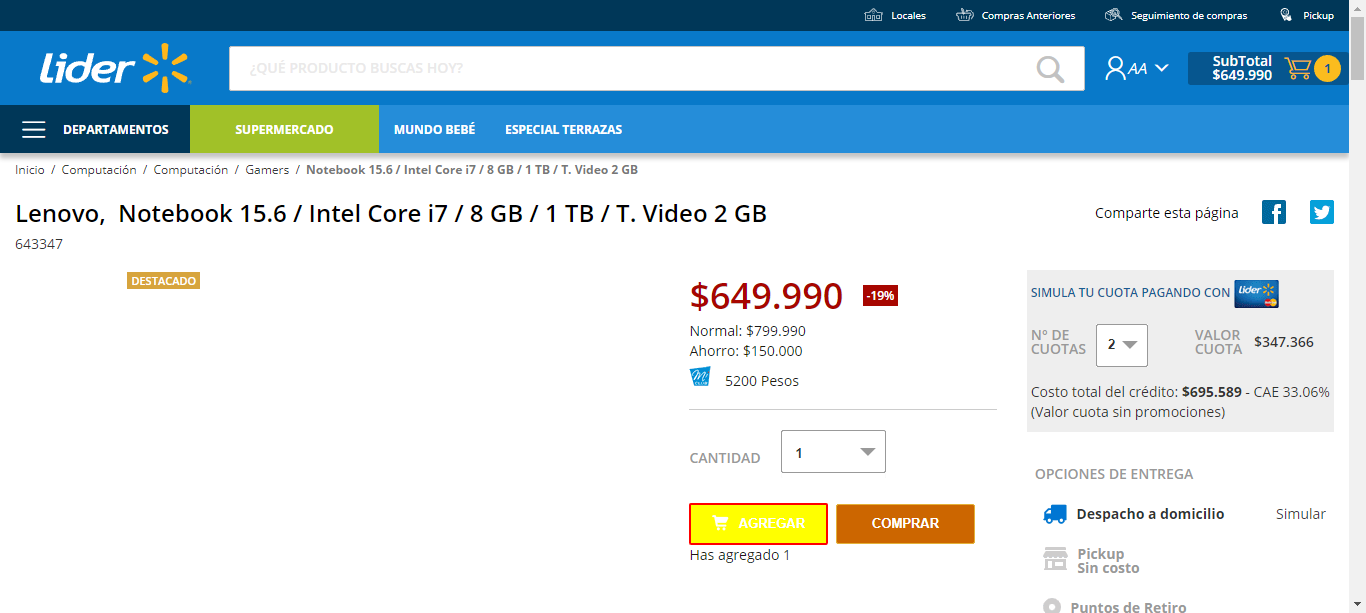 Locales Compras Anteriores Seguimiento de compras Pickup
Lider
¿QUÉ PRODUCTO BUSCAS HOY?
AA
SubTotal
$649.990
1
DEPARTAMENTOS SUPERMERCADO MUNDO BEBÉ ESPECIAL TERRAZAS
Inicio / Computación / Computación / Gamers / Notebook 15.6 / Intel Core i7 / 8 GB / 1 TB / T. Video 2 GB
Lenovo, Notebook 15.6 / Intel Core i7 / 8 GB / 1 TB / T. Video 2 GB
Comparte esta página
643347
DESTACADO
$649.990 -19%
Normal: $799.990
Ahorro: $150.000
5200 Pesos
CANTIDAD 1
AGREGAR COMPRAR
Has agregado 1
SIMULA TU CUOTA PAGANDO CON Lider
N° DE
CUOTAS
2
VALOR
CUOTA
$347.366
Costo total del crédito: $695.589 - CAE 33.06%
(Valor cuota sin promociones)
OPCIONES DE ENTREGA
Despacho a domicilio Simular
Pickup
Sin costo
Puntos de Retiro